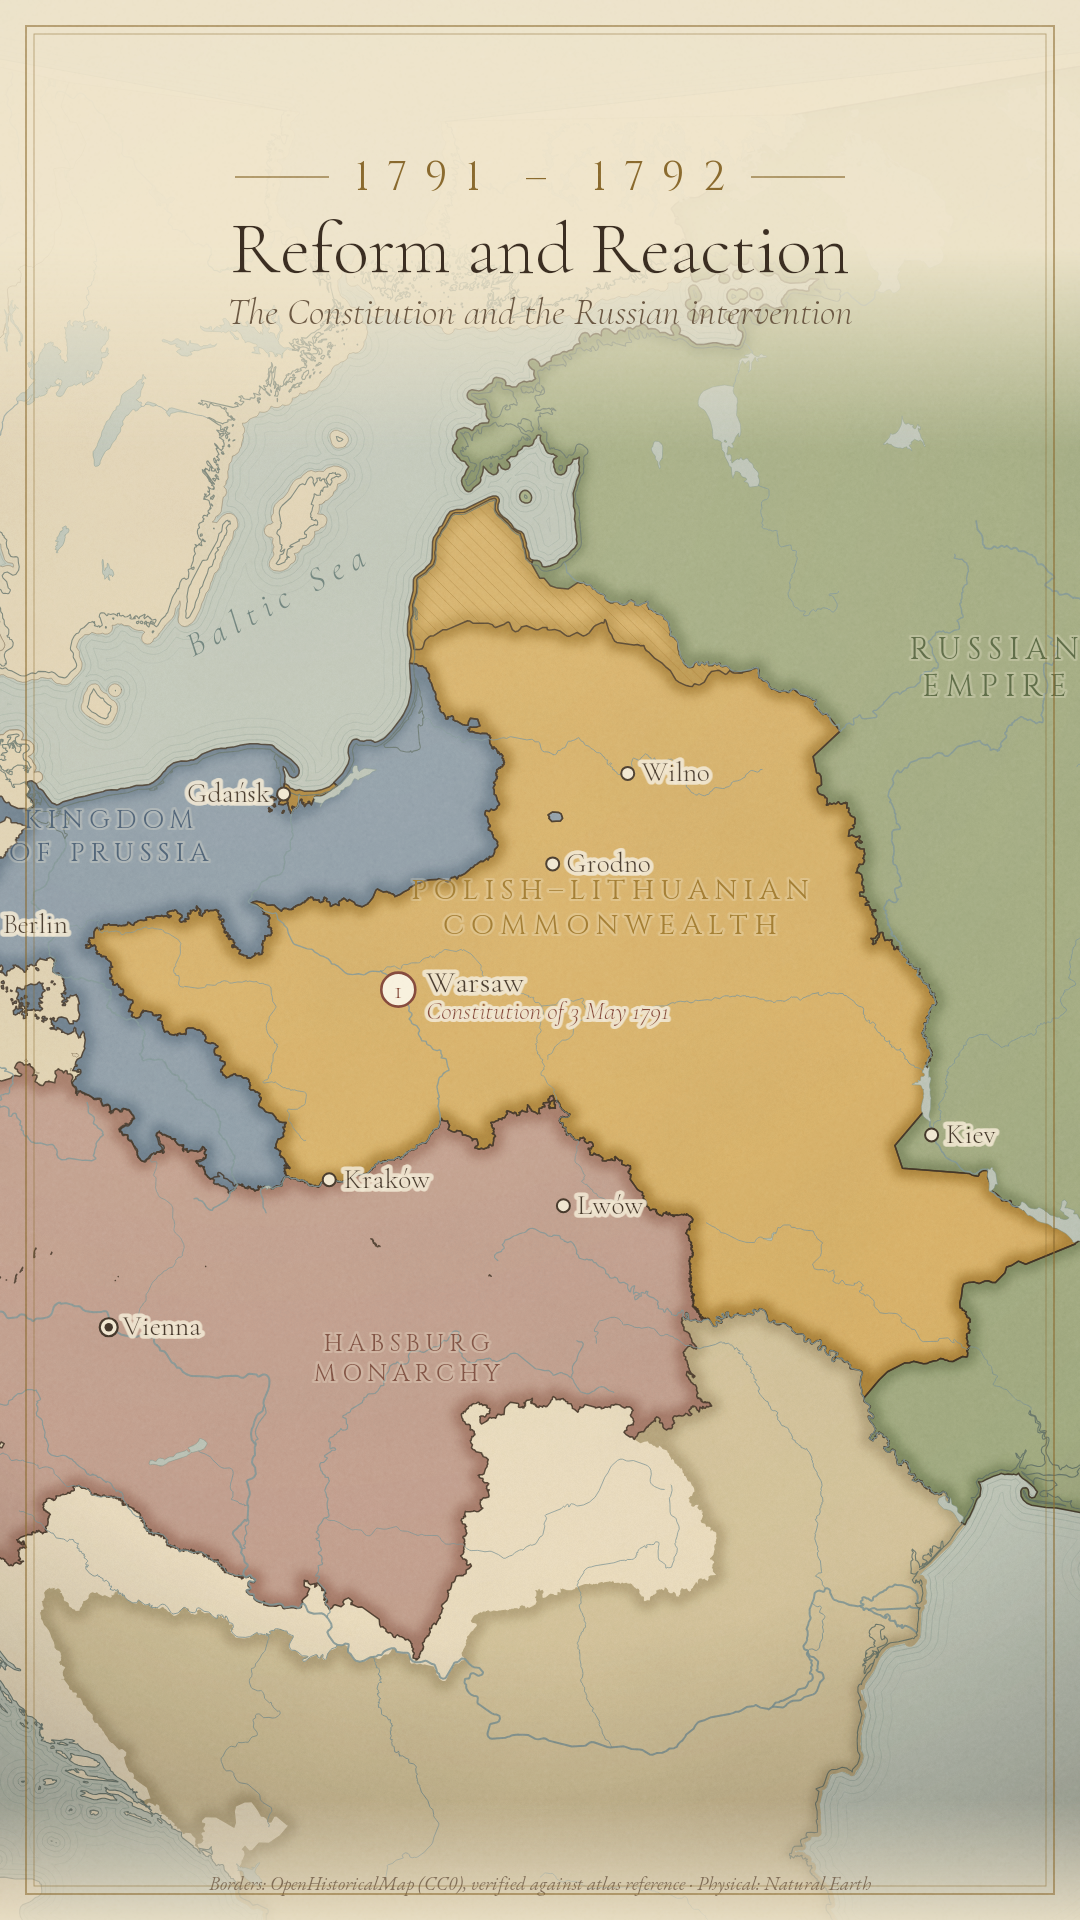 1791 – 1792
Reform and Reaction
The Constitution and the Russian intervention
Baltic Sea
RUSSIAN
EMPIRE
Wilno
Gdańsk
KINGDOM
OF PRUSSIA
Grodno
POLISH–LITHUANIAN
COMMONWEALTH
Berlin
1
Warsaw
Constitution of 3 May 1791
Kiev
Kraków
Lwów
Vienna
HABSBURG
MONARCHY
Borders: OpenHistoricalMap (CC0), verified against atlas reference · Physical: Natural Earth